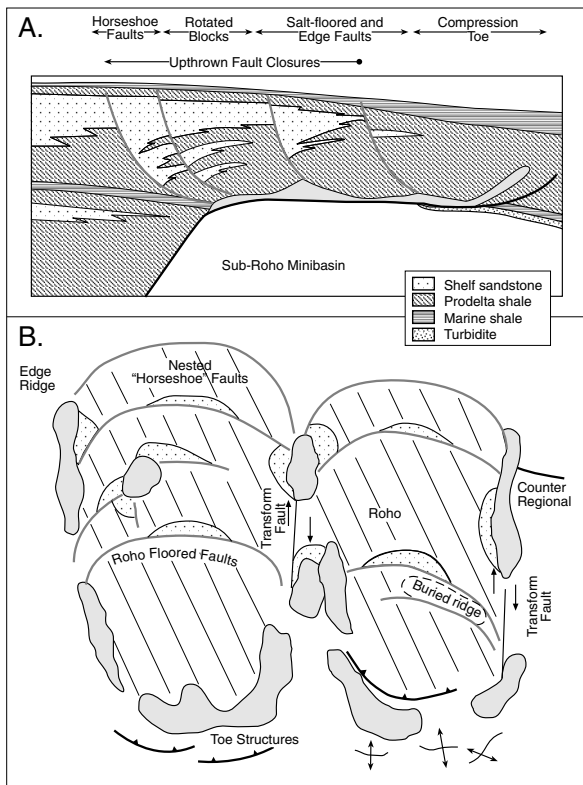 A.
Horseshoe
Faults
Rotated
Blocks
Salt-floored and
Edge Faults
Compression
Toe
Upthrown Fault Closures
Sub-Roho Minibasin
Shelf sandstone
Prodelta shale
Marine shale
Turbidite
B.
Edge
Ridge
Nested
“Horseshoe” Faults
Counter
Regional
Transform
Fault
Roho
Roho Floored Faults
Buried ridge
Transform
Fault
Toe Structures